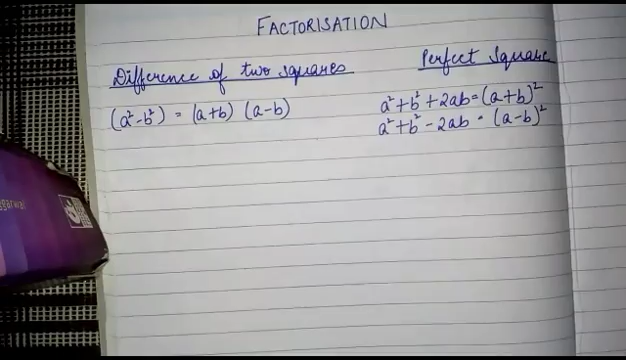 FACTORISATION
Difference of two squares
(a²-b²) = (a+b) (a-b)
Perfect Square
a²+b²+2ab=(a+b)²
a²+b²-2ab = (a-b)²